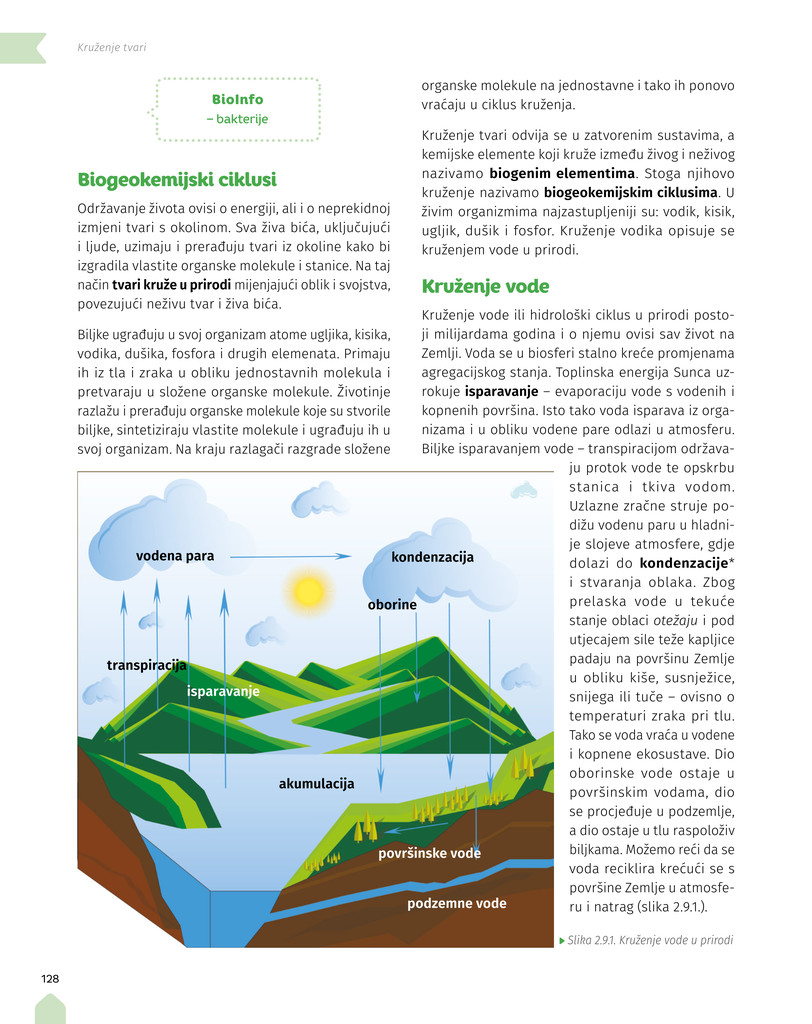 Kruženje tvari
BioInfo
– bakterije
Biogeokemijski ciklusi
Održavanje života ovisi o energiji, ali i o neprekidnoj
izmjeni tvari s okolinom. Sva živa bića, uključujući
i ljude, uzimaju i prerađuju tvari iz okoline kako bi
izgradila vlastite organske molekule i stanice. Na taj
način tvari kruže u prirodi mijenjajući oblik i svojstva,
povezujući neživu tvar i živa bića.
Biljke ugrađuju u svoj organizam atome ugljika, kisika,
vodika, dušika, fosfora i drugih elemenata. Primaju
ih iz tla i zraka u obliku jednostavnih molekula i
pretvaraju u složene organske molekule. Životinje
razlažu i prerađuju organske molekule koje su stvorile
biljke, sintetiziraju vlastite molekule i ugrađuju ih u
svoj organizam. Na kraju razlagači razgrade složene
organske molekule na jednostavne i tako ih ponovo
vraćaju u ciklus kruženja.
Kruženje tvari odvija se u zatvorenim sustavima, a
kemijske elemente koji kruže između živog i neživog
nazivamo biogenim elementima. Stoga njihovo
kruženje nazivamo biogeokemijskim ciklusima. U
živim organizmima najzastupljeniji su: vodik, kisik,
ugljik, dušik i fosfor. Kruženje vodika opisuje se
kruženjem vode u prirodi.
Kruženje vode
Kruženje vode ili hidrološki ciklus u prirodi posto-
ji milijardama godina i o njemu ovisi sav život na
Zemlji. Voda se u biosferi stalno kreće promjenama
agregacijskog stanja. Toplinska energija Sunca uz-
rokuje isparavanje – evaporaciju vode s vodenih i
kopnenih površina. Isto tako voda isparava iz orga-
nizama i u obliku vodene pare odlazi u atmosferu.
Biljke isparavanjem vode – transpiracijom održava-
ju protok vode te opskrbu
stanica i tkiva vodom.
Uzlazne zračne struje po-
dižu vodenu paru u hladni-
je slojeve atmosfere, gdje
dolazi do kondenzacije*
i stvaranja oblaka. Zbog
prelaska vode u tekuće
stanje oblaci otežaju i pod
utjecajem sile teže kapljice
padaju na površinu Zemlje
u obliku kiše, susnježice,
snijega ili tuče – ovisno o
temperaturi zraka pri tlu.
Tako se voda vraća u vodene
i kopnene ekosustave. Dio
oborinske vode ostaje u
površinskim vodama, dio
se procjeđuje u podzemlje,
a dio ostaje u tlu raspoloživ
biljkama. Možemo reći da se
voda reciklira krećući se s
površine Zemlje u atmosfe-
ru i natrag (slika 2.9.1.).
vodena para
kondenzacija
oborine
transpiracija
isparavanje
akumulacija
površinske vode
podzemne vode
Slika 2.9.1. Kruženje vode u prirodi
128